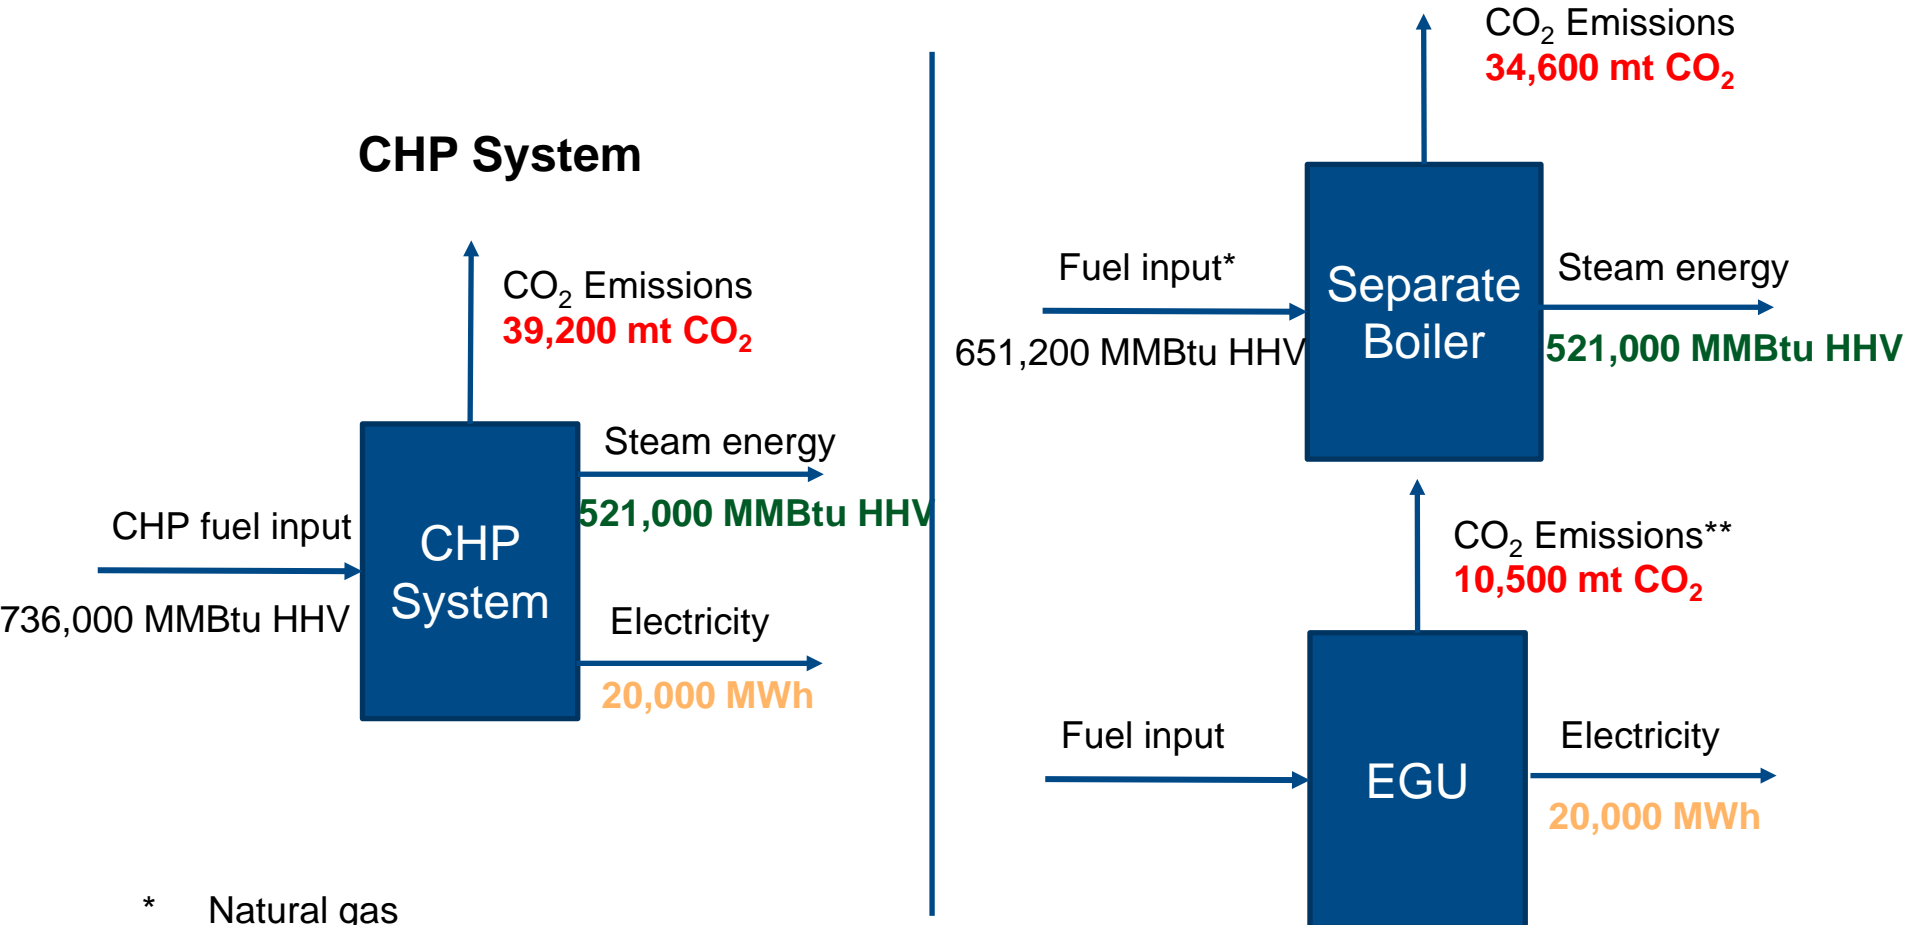 CHP System
CO₂ Emissions
39,200 mt CO₂
CHP fuel input
736,000 MMBtu HHV
CHP
System
Steam energy
521,000 MMBtu HHV
Electricity
20,000 MWh
* Natural gas
CO₂ Emissions
34,600 mt CO₂
Fuel input*
651,200 MMBtu HHV
Separate
Boiler
Steam energy
521,000 MMBtu HHV
CO₂ Emissions**
10,500 mt CO₂
Fuel input
EGU
Electricity
20,000 MWh